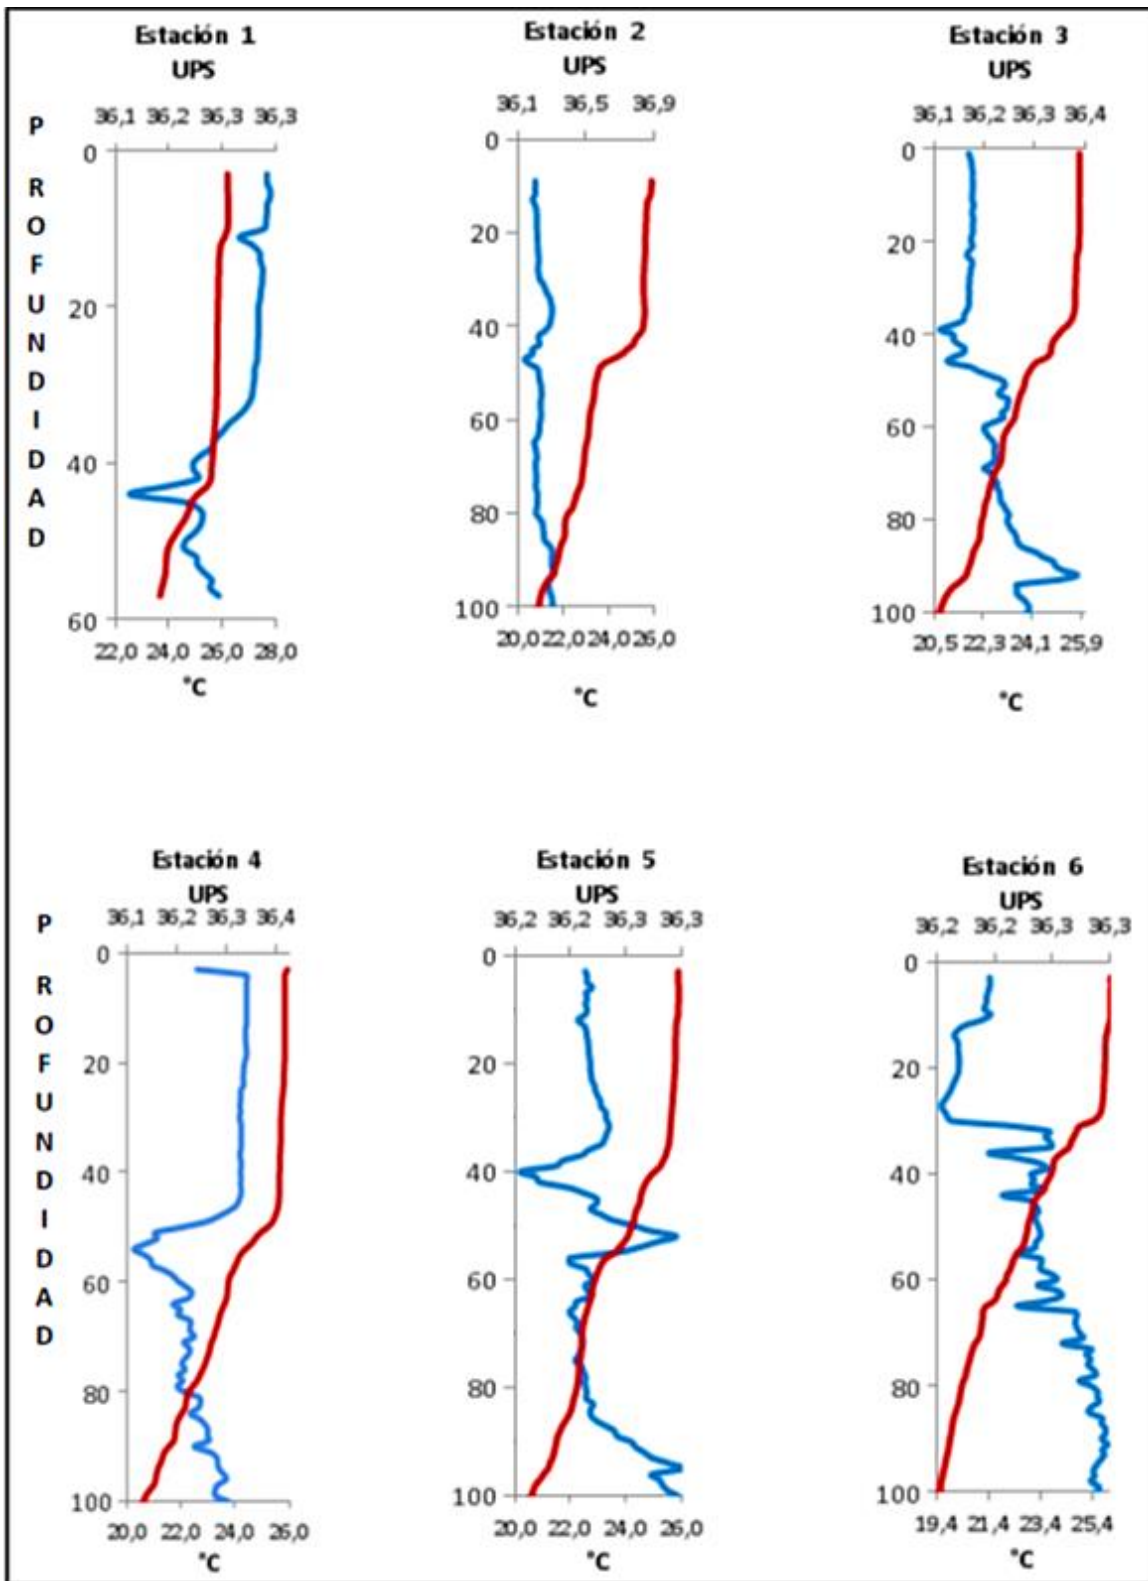 Estación 1
UPS
36,1 36,2 36,3 36,3
0
20
40
60
22,0 24,0 26,0 28,0
°C
Estación 2
UPS
36,1 36,5 36,9
0
20
40
60
80
100
20,0 22,0 24,0 26,0
°C
Estación 3
UPS
36,1 36,2 36,3 36,4
0
20
40
60
80
100
20,5 22,3 24,1 25,9
°C
P
R
O
F
U
N
D
I
D
A
D
Estación 4
UPS
36,1 36,2 36,3 36,4
0
20
40
60
80
100
20,0 22,0 24,0 26,0
°C
Estación 5
UPS
36,2 36,2 36,3 36,3
0
20
40
60
80
100
20,0 22,0 24,0 26,0
°C
Estación 6
UPS
36,2 36,2 36,3 36,3
0
20
40
60
80
100
19,4 21,4 23,4 25,4
°C
P
R
O
F
U
N
D
I
D
A
D